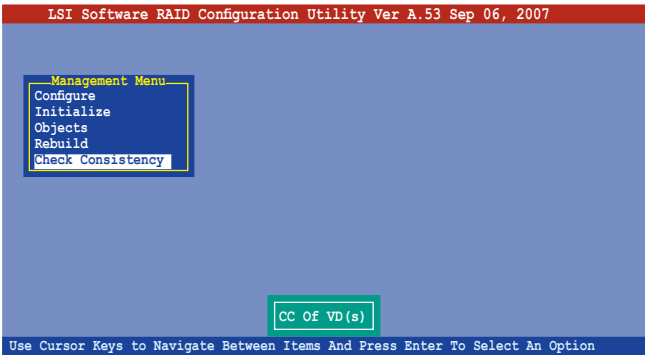 LSI Software RAID Configuration Utility Ver A.53 Sep 06, 2007
Management Menu
Configure
Initialize
Objects
Rebuild
Check Consistency
CC Of VD(s)
Use Cursor Keys to Navigate Between Items And Press Enter To Select An Option